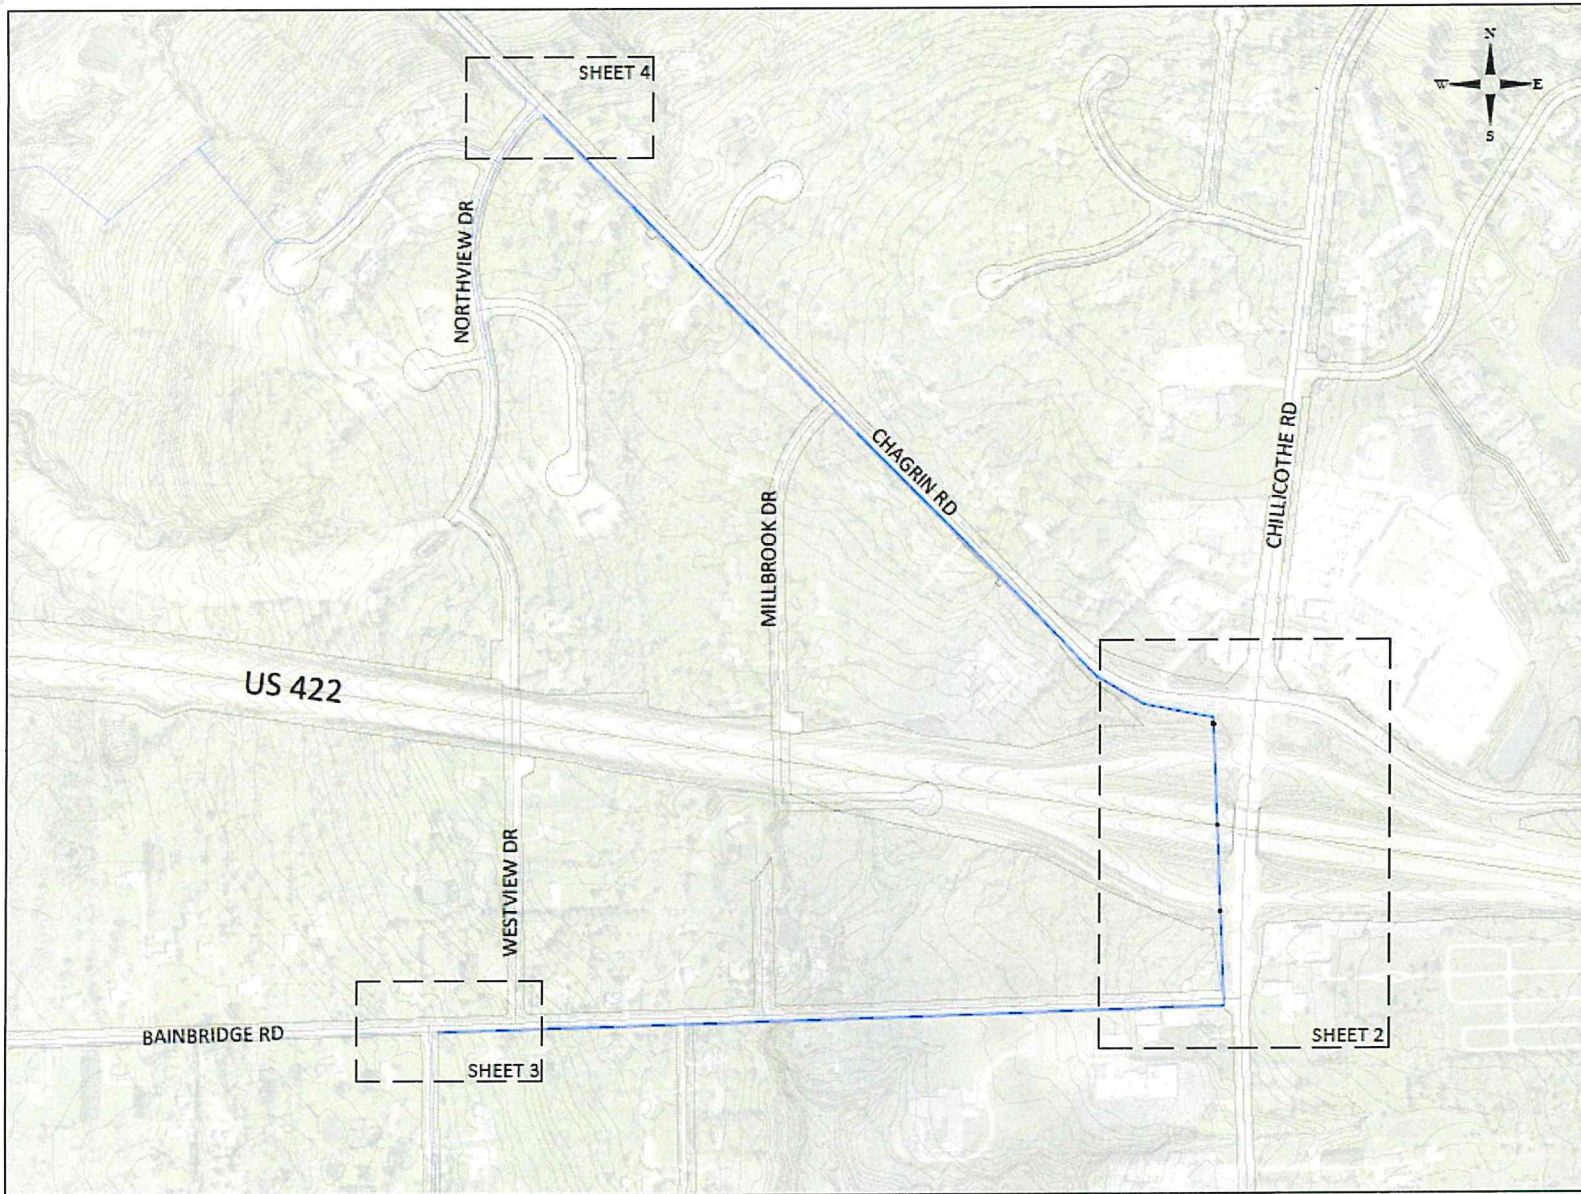 SHEET 4
N
W E
S
NORTHVIEW DR
CHAGRIN RD
CHILLICOTHE RD
MILLBROOK DR
US 422
WESTVIEW DR
BAINBRIDGE RD
SHEET 3
SHEET 2